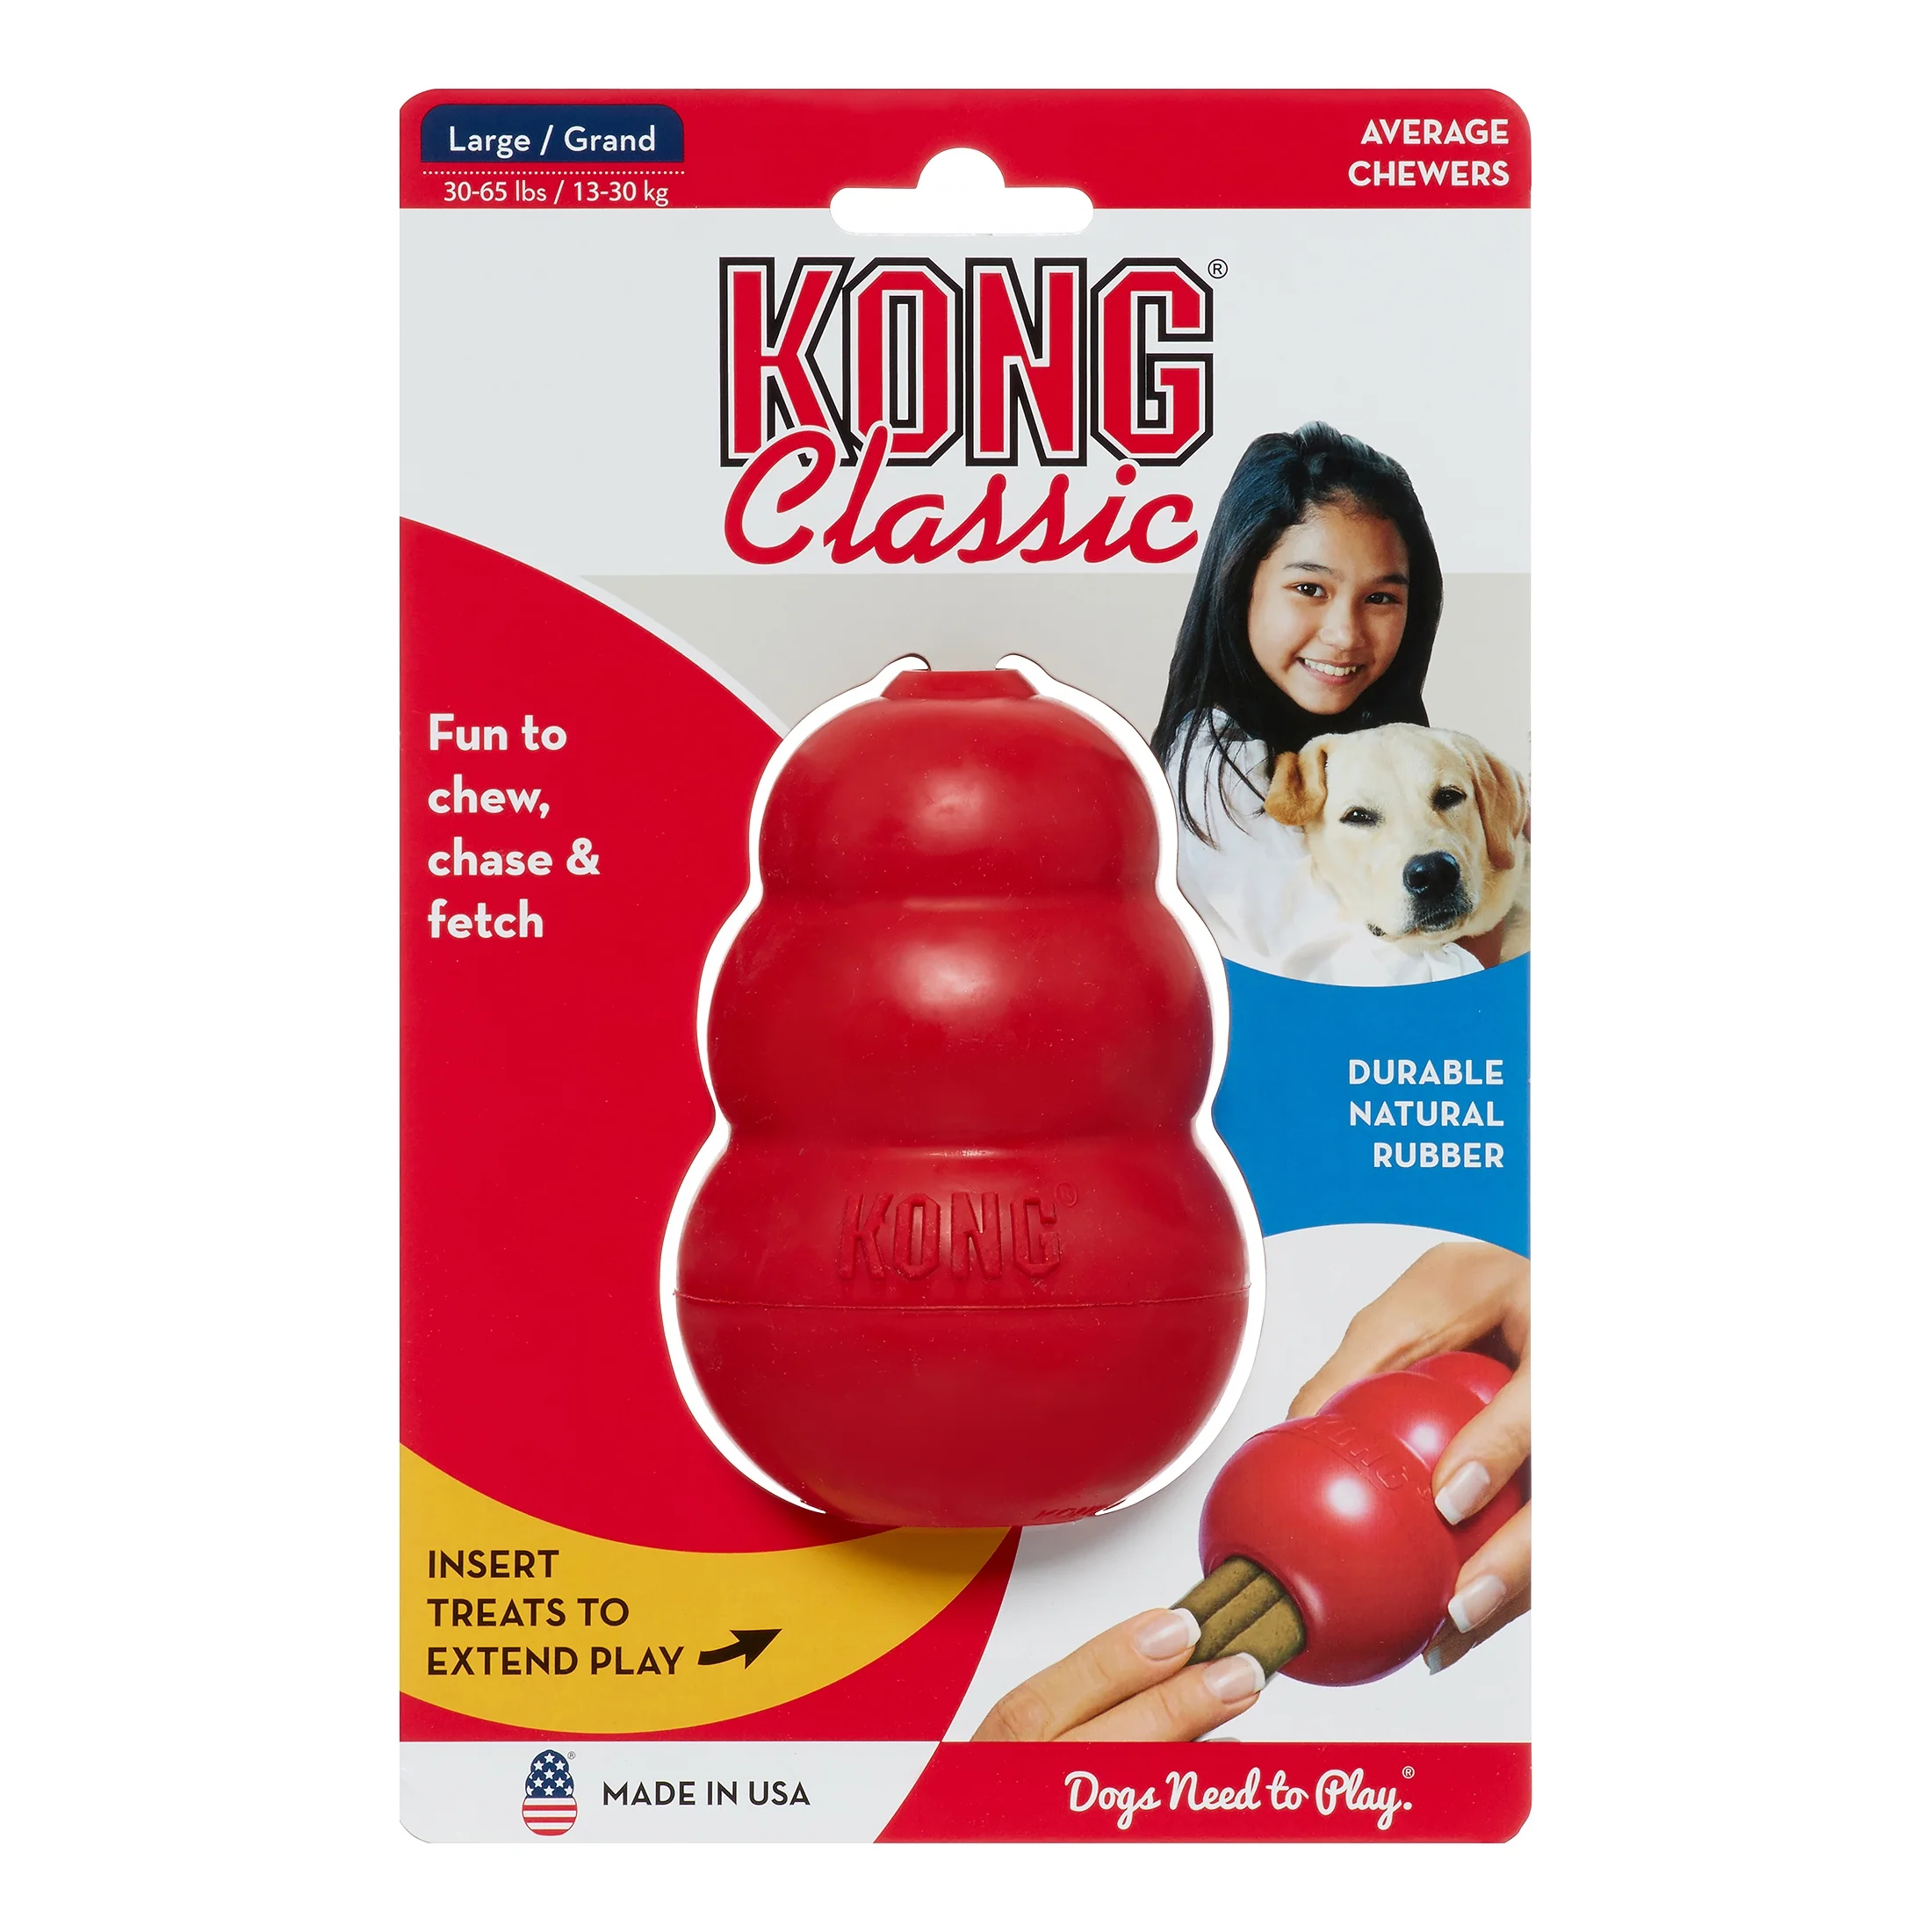 Large / Grand
30-65 lbs / 13-30 kg
AVERAGE
CHEWERS
KONG®
Classic
Fun to
chew,
chase &
fetch
KONG®
DURABLE
NATURAL
RUBBER
KONG
INSERT
TREATS TO
EXTEND PLAY
®
MADE IN USA
Dogs Need to Play.®